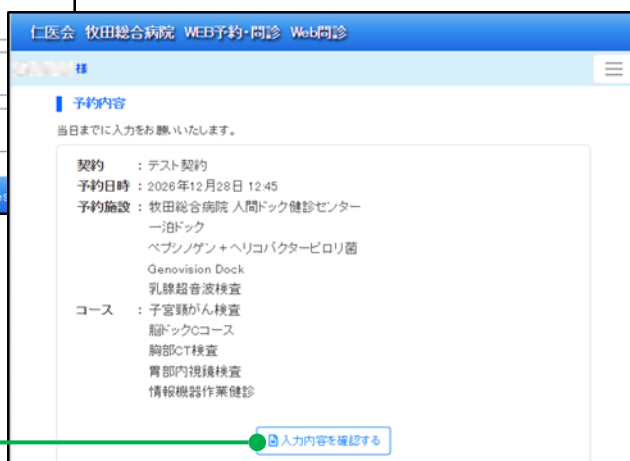 仁医会 牧田総合病院 WEB予約・問診 Web問診
様
予約内容
当日までに入力をお願いいたします。
契約 : テスト契約
予約日時 : 2026年12月28日 12:45
予約施設 : 牧田総合病院 人間ドック健診センター
一泊ドック
ペプシノゲン+ヘリコバクターピロリ菌
Genovision Dock
乳腺超音波検査
コース : 子宮頸がん検査
脳ドックCコース
胸部CT検査
胃部内視鏡検査
情報機器作業健診
入力内容を確認する